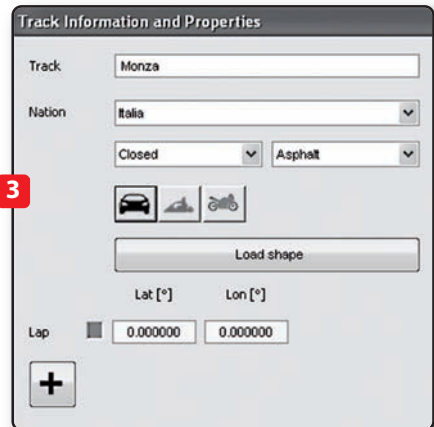 Track Information and Properties
Track Monza
Nation Italia
Closed Asphalt
3
Load shape
Lat [°] Lon [°]
Lap 0.000000 0.000000
+